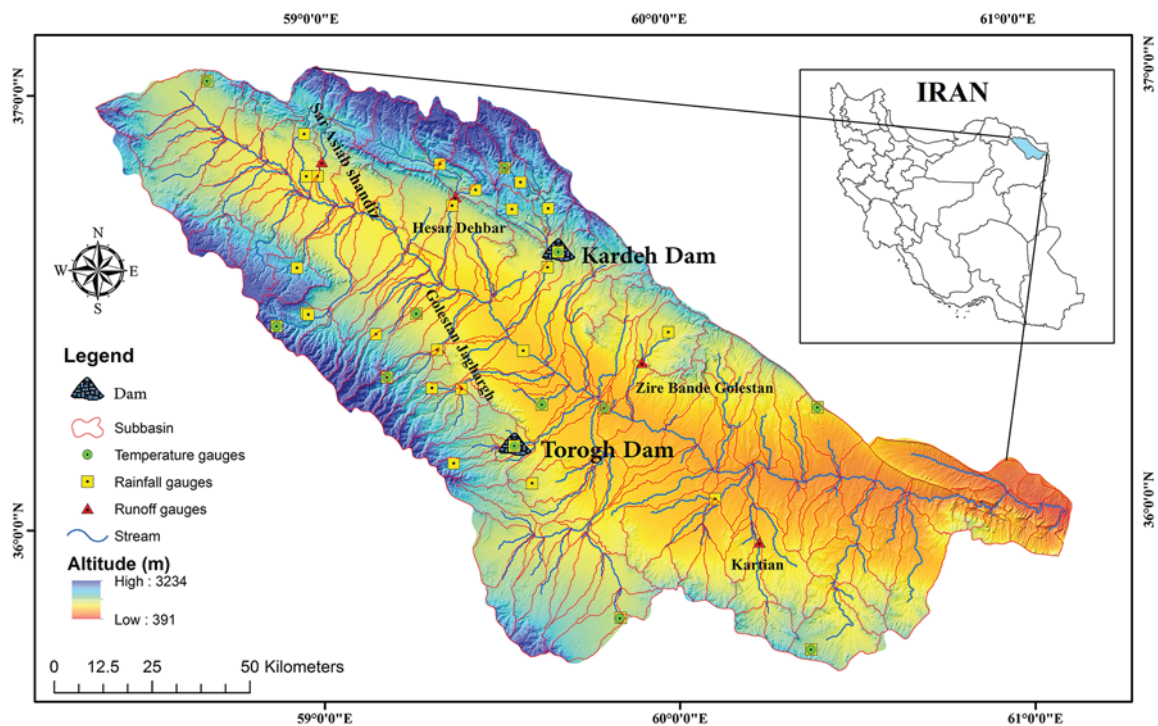 59°0'0"E
60°0'0"E
61°0'0"E
37°0'0"N
37°0'0"N
IRAN
Sar Asiab shandiz
Hesar Dehbar
Kardeh Dam
N
W
E
S
Golestan Jaghargh
Zire Bande Golestan
Torogh Dam
Kartian
36°0'0"N
36°0'0"N
Legend
Dam
Subbasin
Temperature gauges
Rainfall gauges
Runoff gauges
Stream
Altitude (m)
High : 3234
Low : 391
0 12.5 25 50 Kilometers
59°0'0"E
60°0'0"E
61°0'0"E